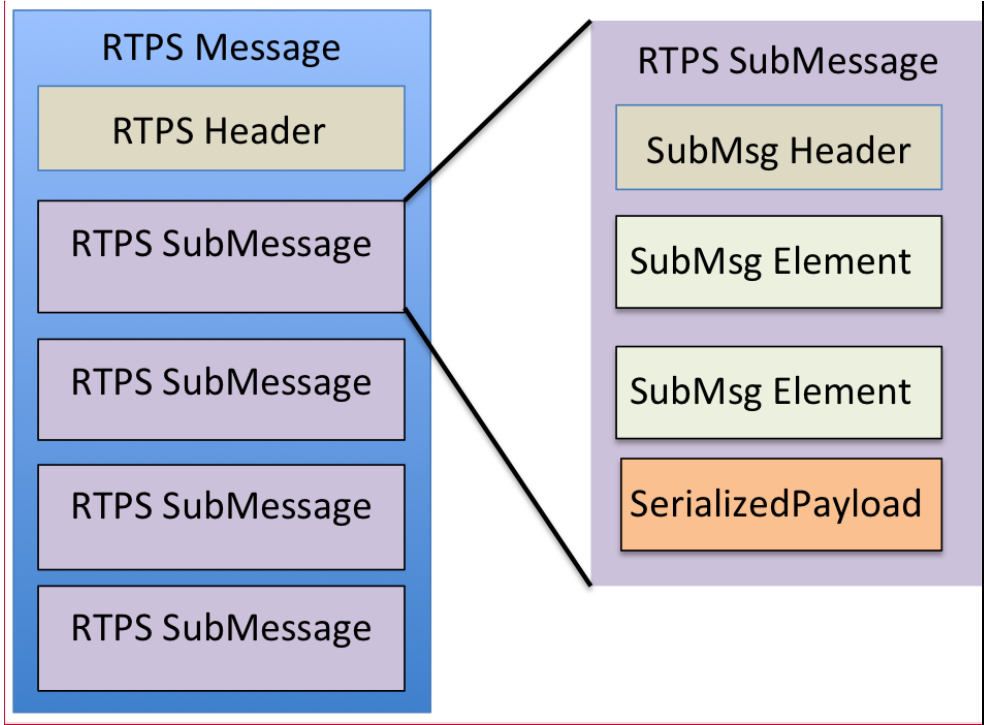 RTPS Message
RTPS Header
RTPS SubMessage
RTPS SubMessage
RTPS SubMessage
RTPS SubMessage
RTPS SubMessage
SubMsg Header
SubMsg Element
SubMsg Element
SerializedPayload